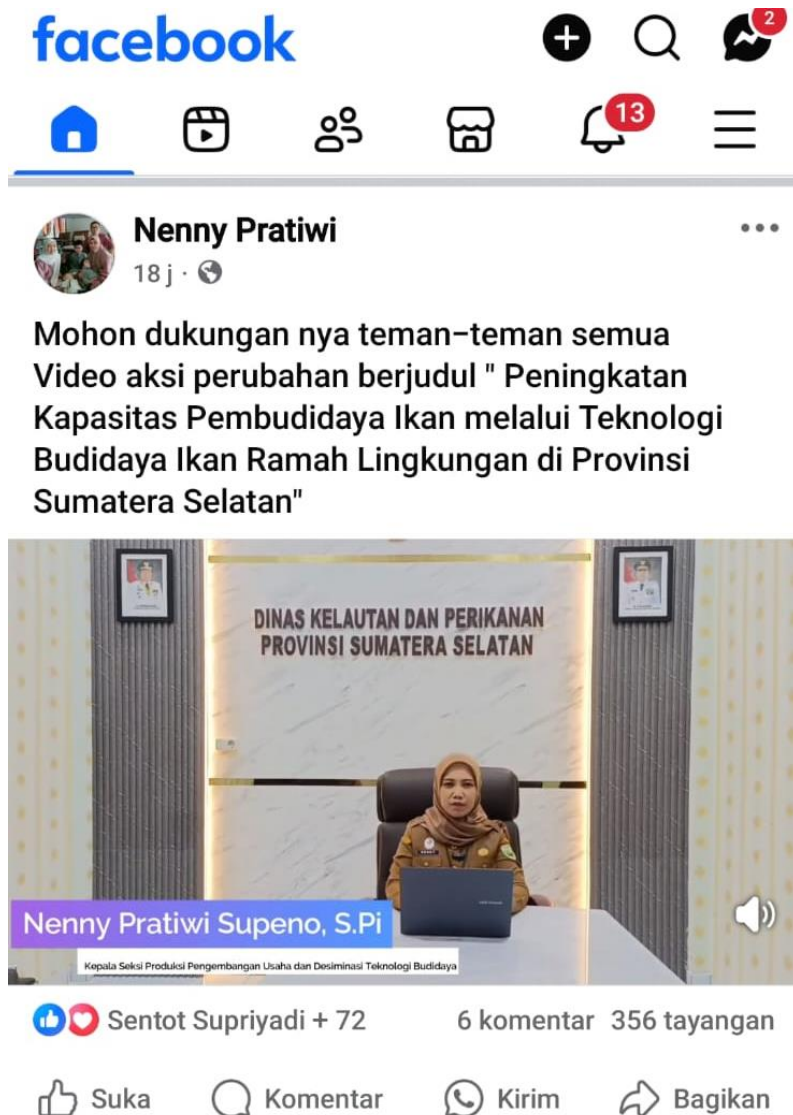 facebook
2
13
Nenny Pratiwi
18 j ·
Mohon dukungan nya teman-teman semua
Video aksi perubahan berjudul " Peningkatan
Kapasitas Pembudidaya Ikan melalui Teknologi
Budidaya Ikan Ramah Lingkungan di Provinsi
Sumatera Selatan"
DINAS KELAUTAN DAN PERIKANAN
PROVINSI SUMATERA SELATAN
Nenny Pratiwi Supeno, S.Pi
Kepala Seksi Produksi Pengembangan Usaha dan Desiminasi Teknologi Budidaya
Sentot Supriyadi + 72
6 komentar 356 tayangan
Suka Komentar Kirim Bagikan